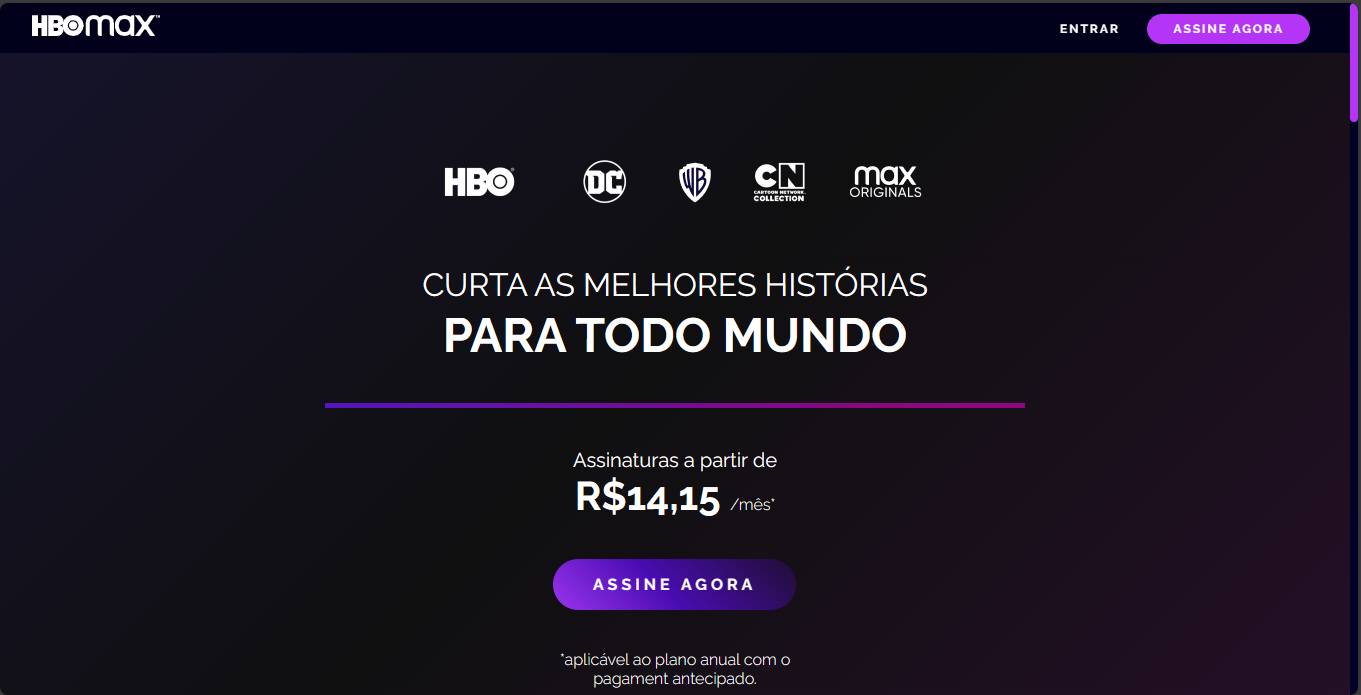 HBOMAX™
ENTRAR
ASSINE AGORA
HBO®
DC
WB
CN
CARTOON NETWORK
COLLECTION
max
ORIGINALS
CURTA AS MELHORES HISTÓRIAS
PARA TODO MUNDO
Assinaturas a partir de
R$14,15 /mês*
ASSINE AGORA
*aplicável ao plano anual com o
pagament antecipado.